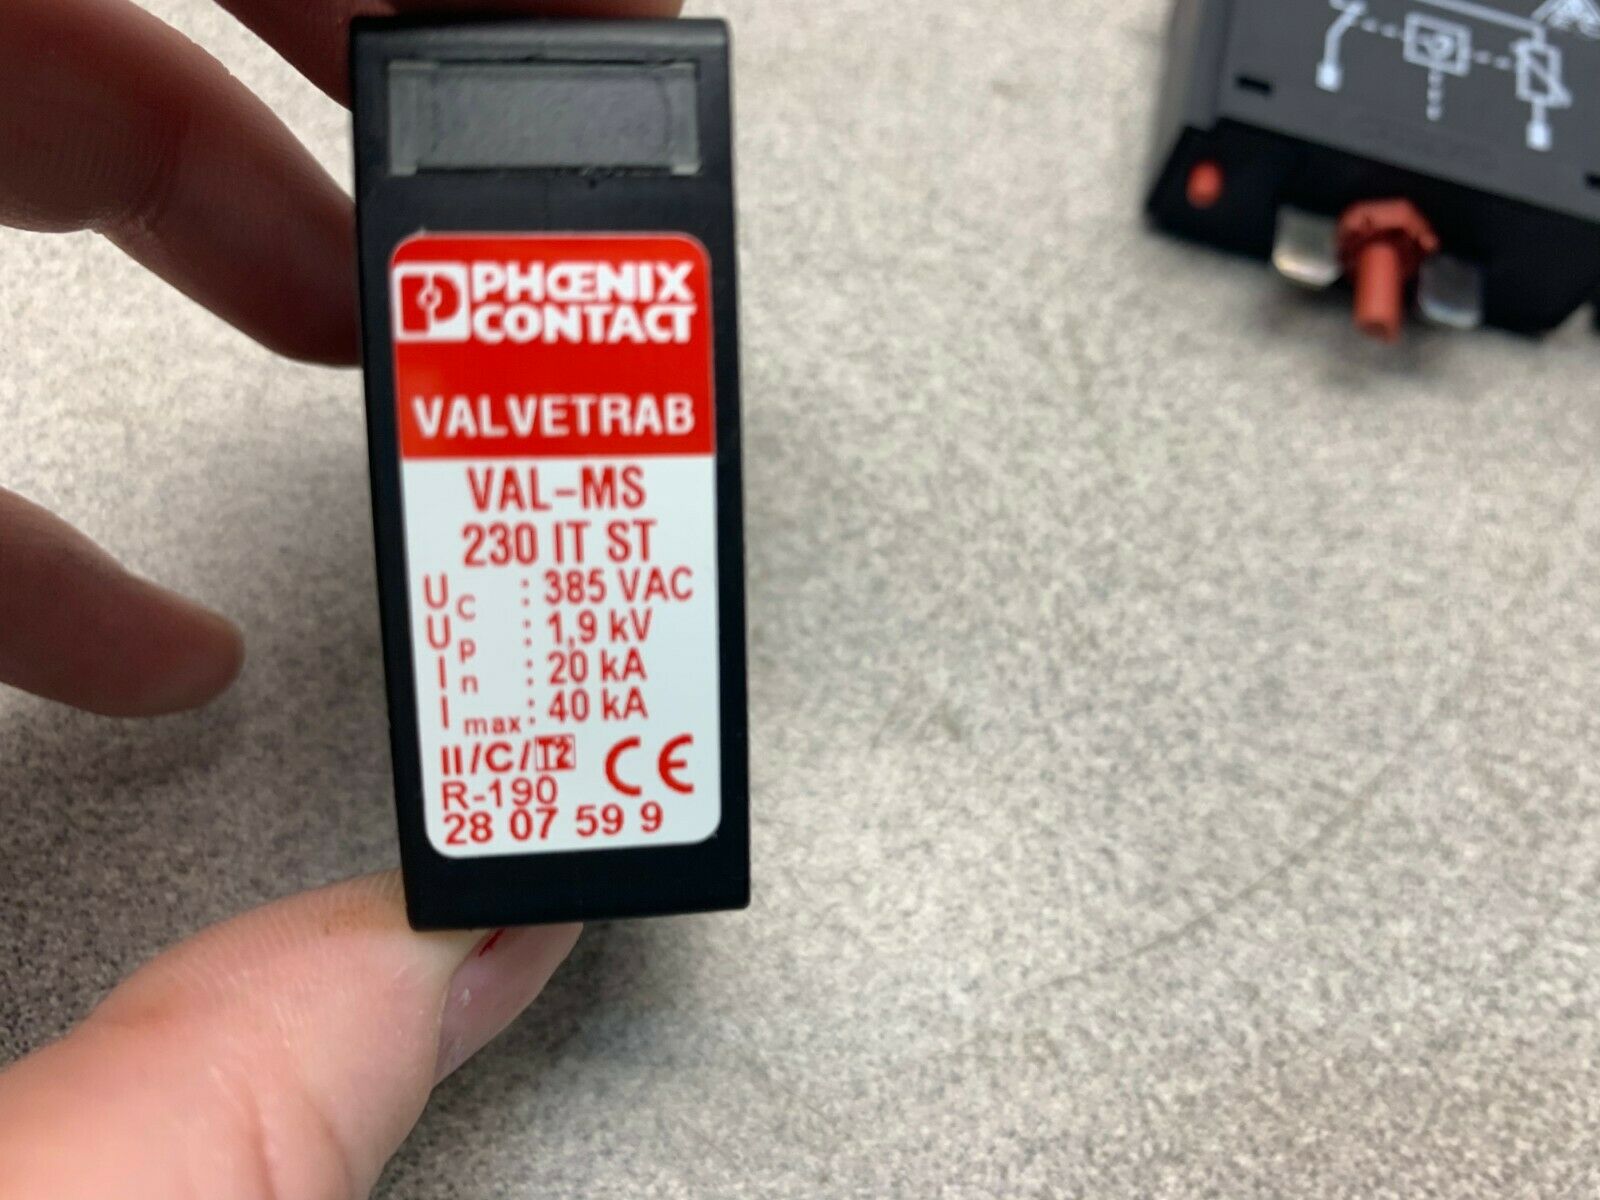 PHŒNIX
CONTACT
VALVETRAB
VAL-MS
230 IT ST
UC : 385 VAC
UP : 1,9 kV
In : 20 kA
Imax : 40 kA
II/C/T2 CE
R-190
28 07 59 9